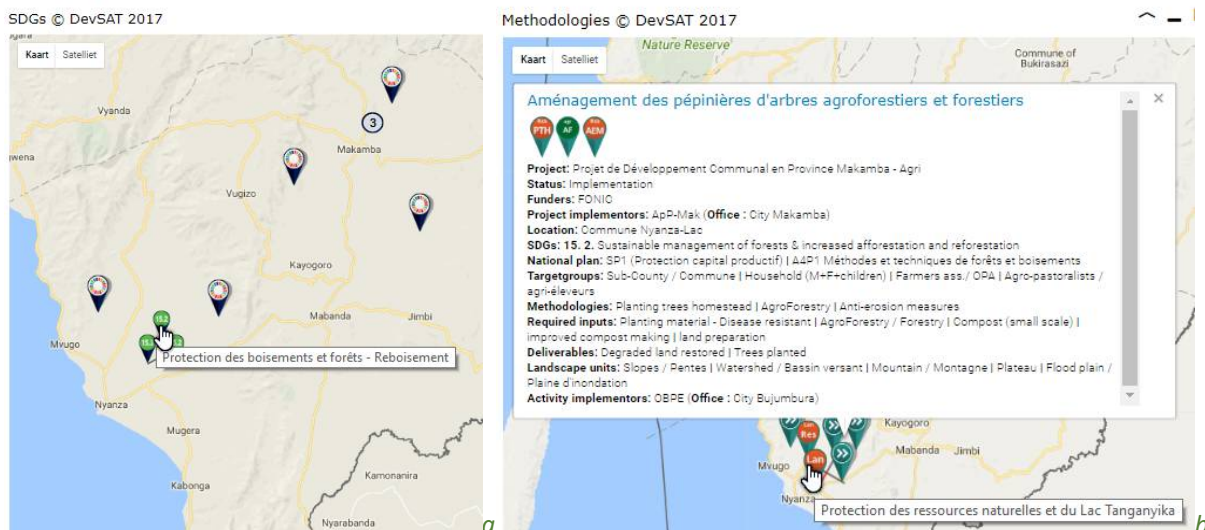 SDGs © DevSAT 2017
Kaart Satelliet
Vyanda
3
Makamba
Vugizo
Kayogoro
15.2
Mabanda
Jimbi
Mvugo
Protection des boisements et forêts - Reboisement
Nyanza
Mugera
Kabonga
Kamonanira
Nyarabanda
a
Methodologies © DevSAT 2017
Kaart Satelliet
Nature Reserve
Commune of
Bukirasazi
Aménagement des pépinières d'arbres agroforestiers et forestiers
PTH AF AEM
Project: Projet de Développement Communal en Province Makamba - Agri
Status: Implementation
Funders: FONIO
Project implementors: ApP-Mak (Office : City Makamba)
Location: Commune Nyanza-Lac
SDGs: 15. 2. Sustainable management of forests & increased afforestation and reforestation
National plan: SP1 (Protection capital productif) | A4P1 Méthodes et techniques de forêts et boisements
Targetgroups: Sub-County / Commune | Household (M+F+children) | Farmers ass./ OPA | Agro-pastoralists /
agri-éleveurs
Methodologies: Planting trees homestead | AgroForestry | Anti-erosion measures
Required inputs: Planting material - Disease resistant | AgroForestry / Forestry | Compost (small scale) |
improved compost making | land preparation
Deliverables: Degraded land restored | Trees planted
Landscape units: Slopes / Pentes | Watershed / Bassin versant | Mountain / Montagne | Plateau | Flood plain /
Plaine d'inondation
Activity implementors: OBPE (Office : City Bujumbura)
Lan
Res
Kayogoro
Lan
Mabanda Jimbi
Mvugo
Nyanza
Protection des ressources naturelles et du Lac Tanganyika
b